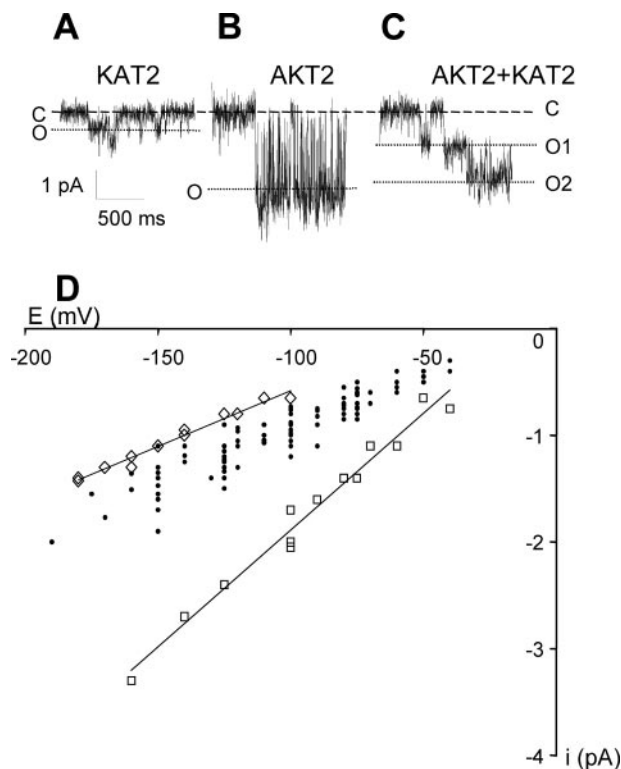 A
B
C
KAT2
AKT2
AKT2+KAT2
C
O
O
C
O1
O2
1 pA
500 ms
D
E (mV)
-200
-150
-100
-50
0
-1
-2
-3
-4
i (pA)